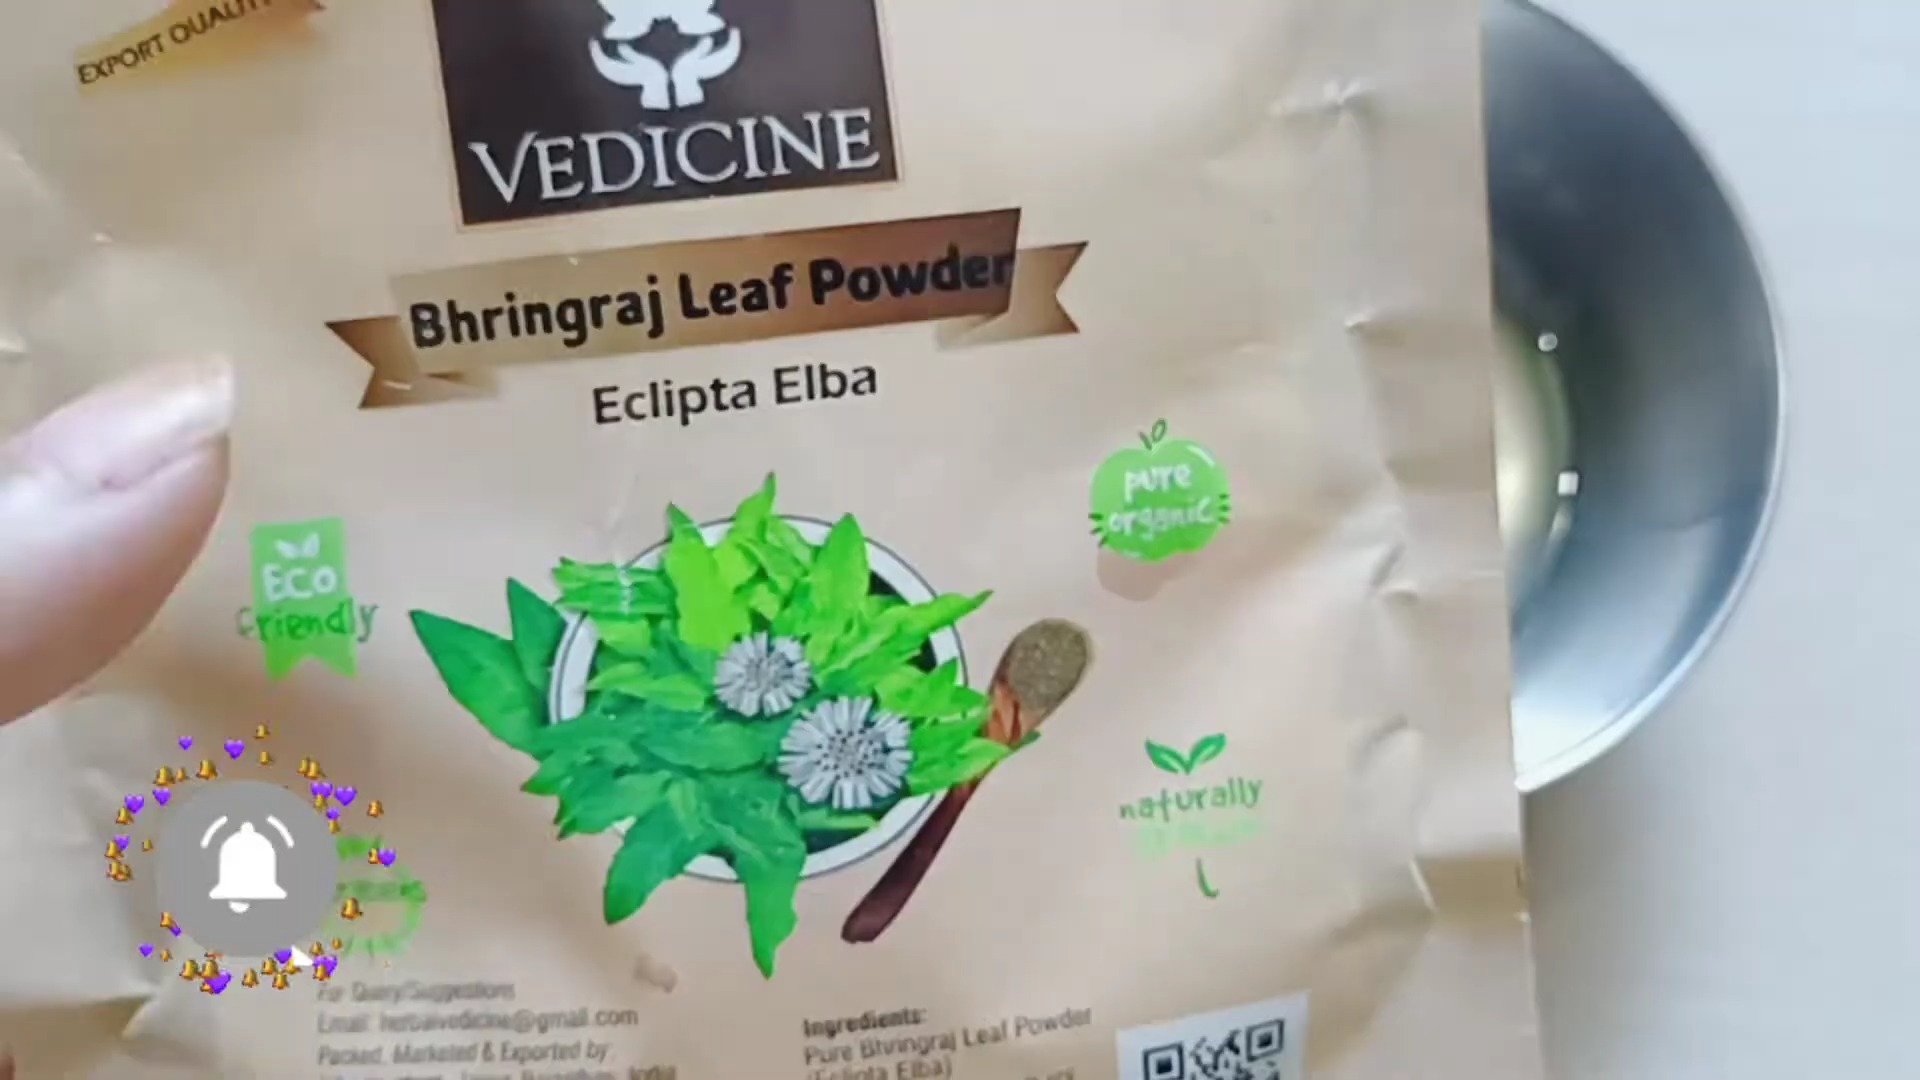 EXPORT QUALITY
VEDICINE
Bhringraj Leaf Powder
Eclipta Elba
pure
organic
Eco
friendly
naturally
For Query/Suggestions
Email: herbalvedicine@gmail.com
Packed, Marketed & Exported by:
India
Ingredients:
Pure Bhringraj Leaf Powder
(Eclipta Elba)